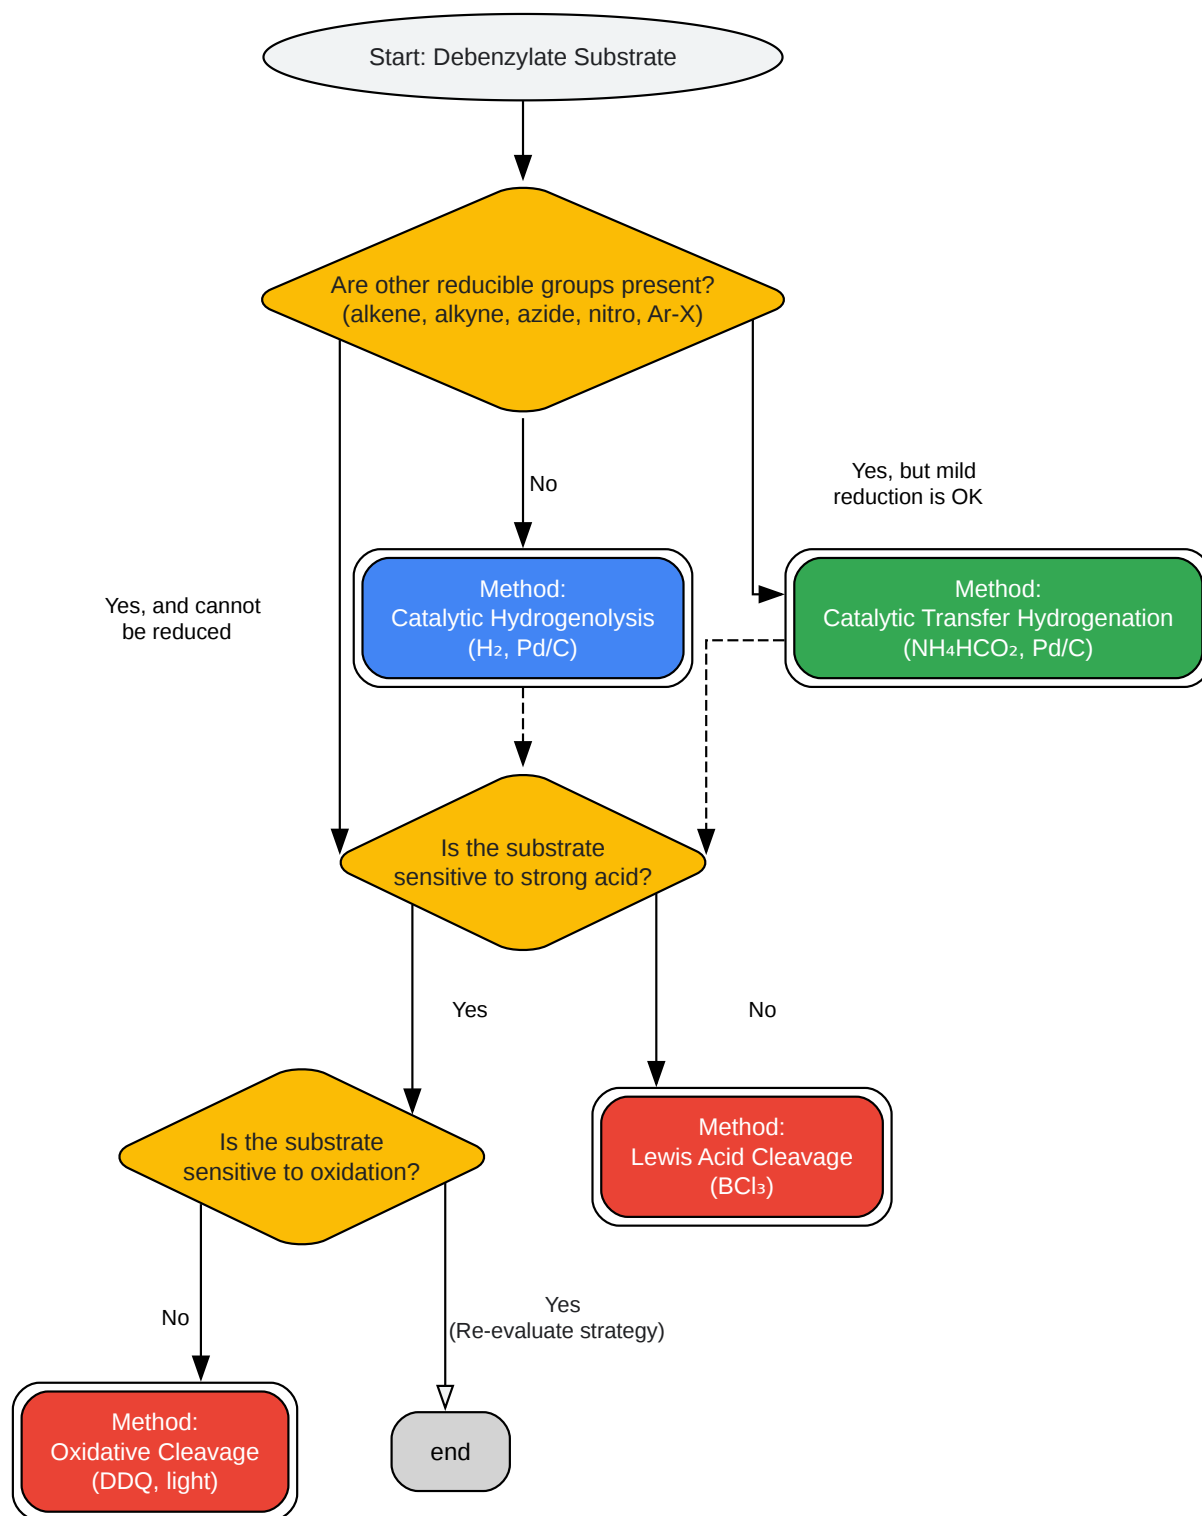 Start: Debenzylate Substrate
Are other reducible groups present?
(alkene, alkyne, azide, nitro, Ar-X)
Yes, but mild
reduction is OK
No
Method:
Catalytic Hydrogenolysis
(H₂, Pd/C)
Method:
Catalytic Transfer Hydrogenation
(NH₄HCO₂, Pd/C)
Yes, and cannot
be reduced
Is the substrate
sensitive to strong acid?
Yes
No
Is the substrate
sensitive to oxidation?
Method:
Lewis Acid Cleavage
(BCl₃)
No
Yes
(Re-evaluate strategy)
Method:
Oxidative Cleavage
(DDQ, light)
end